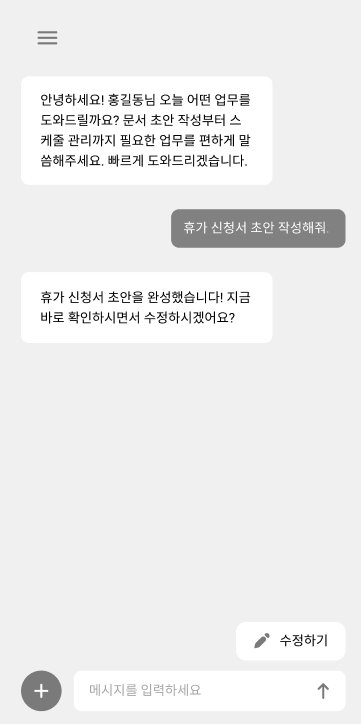 안녕하세요! 홍길동님 오늘 어떤 업무를
도와드릴까요? 문서 초안 작성부터 스
케줄 관리까지 필요한 업무를 편하게 말
씀해주세요. 빠르게 도와드리겠습니다.
휴가 신청서 초안 작성해줘.
휴가 신청서 초안을 완성했습니다! 지금
바로 확인하시면서 수정하시겠어요?
수정하기
메시지를 입력하세요